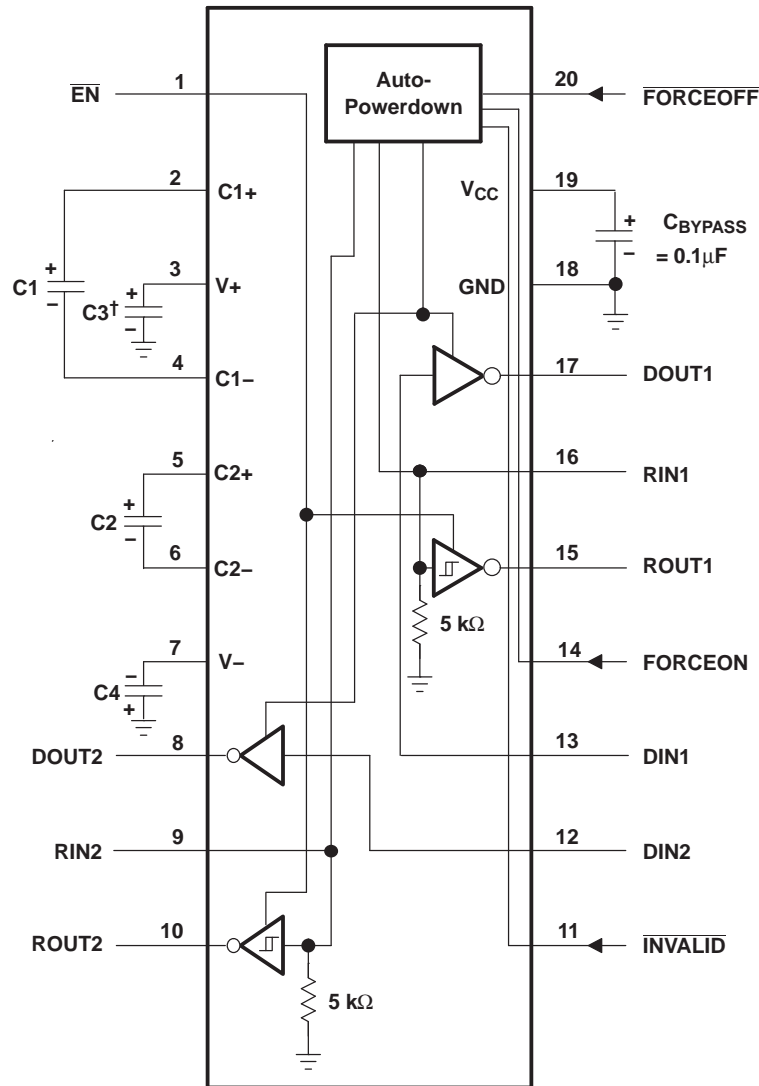 Auto-
Powerdown
EN
1
20
FORCEOFF
2
C1+
VCC
19
+
CBYPASS
−
= 0.1μF
+
C1
−
3
V+
+
C3†
−
GND
18
4
C1−
17
DOUT1
5
C2+
16
RIN1
+
C2
−
6
C2−
15
ROUT1
5 kΩ
7
V−
14
FORCEON
−
C4
+
DOUT2
8
13
DIN1
RIN2
9
12
DIN2
ROUT2
10
11
INVALID
5 kΩ